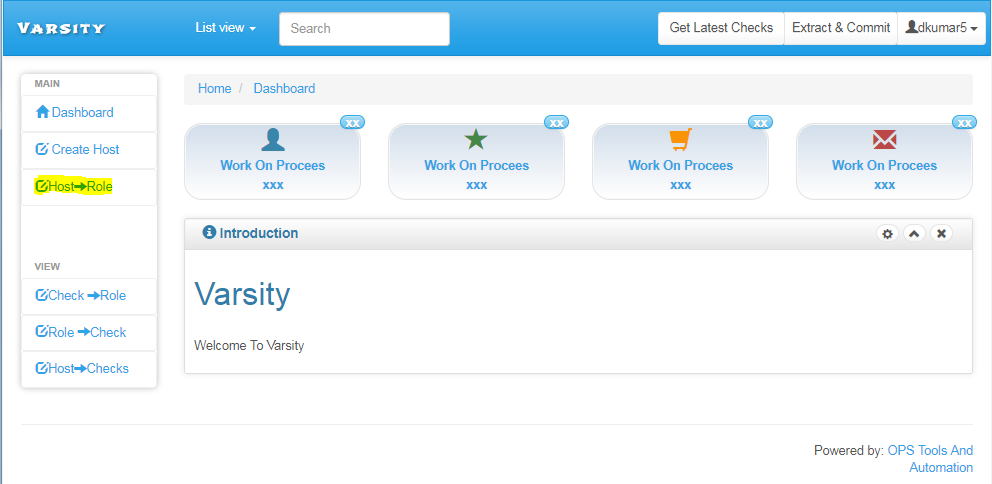 Varsity
List view
Search
Get Latest Checks
Extract & Commit
dkumar5
MAIN
Dashboard
Create Host
Host➔Role
VIEW
Check ➔Role
Role ➔Check
Host➔Checks
Home / Dashboard
xx
Work On Procees
xxx
xx
Work On Procees
xxx
xx
Work On Procees
xxx
xx
Work On Procees
xxx
Introduction
Varsity
Welcome To Varsity
Powered by: OPS Tools And
Automation